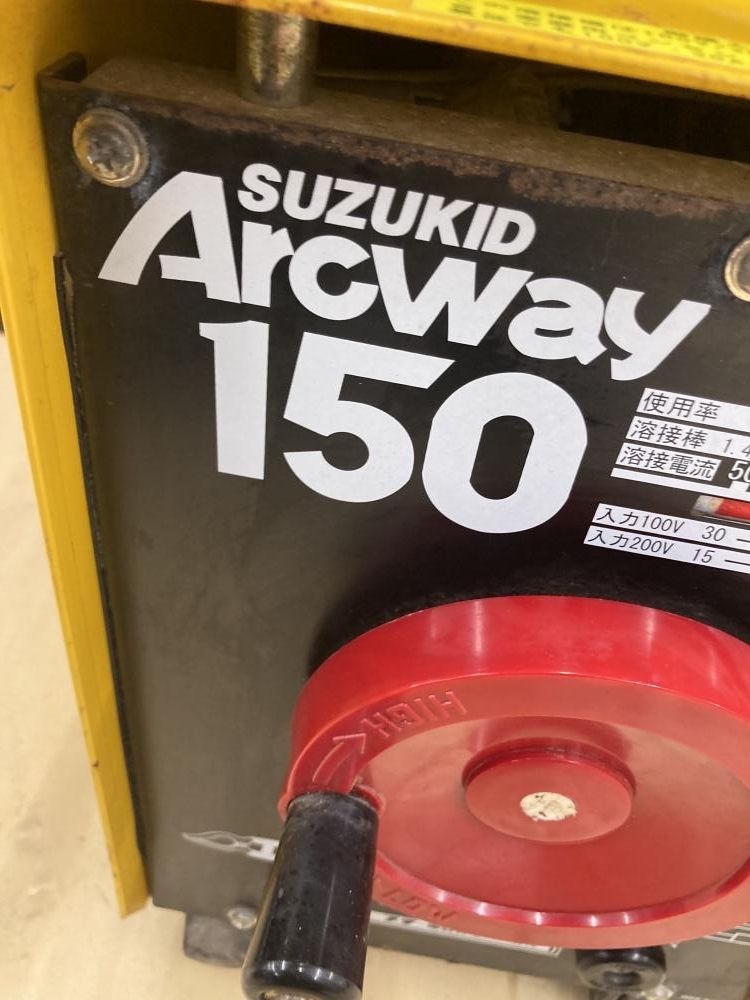 SUZUKID
Arcway
150
使用率
溶接棒 1.4
溶接電流 50
入力100V 30
入力200V 15
HIGH